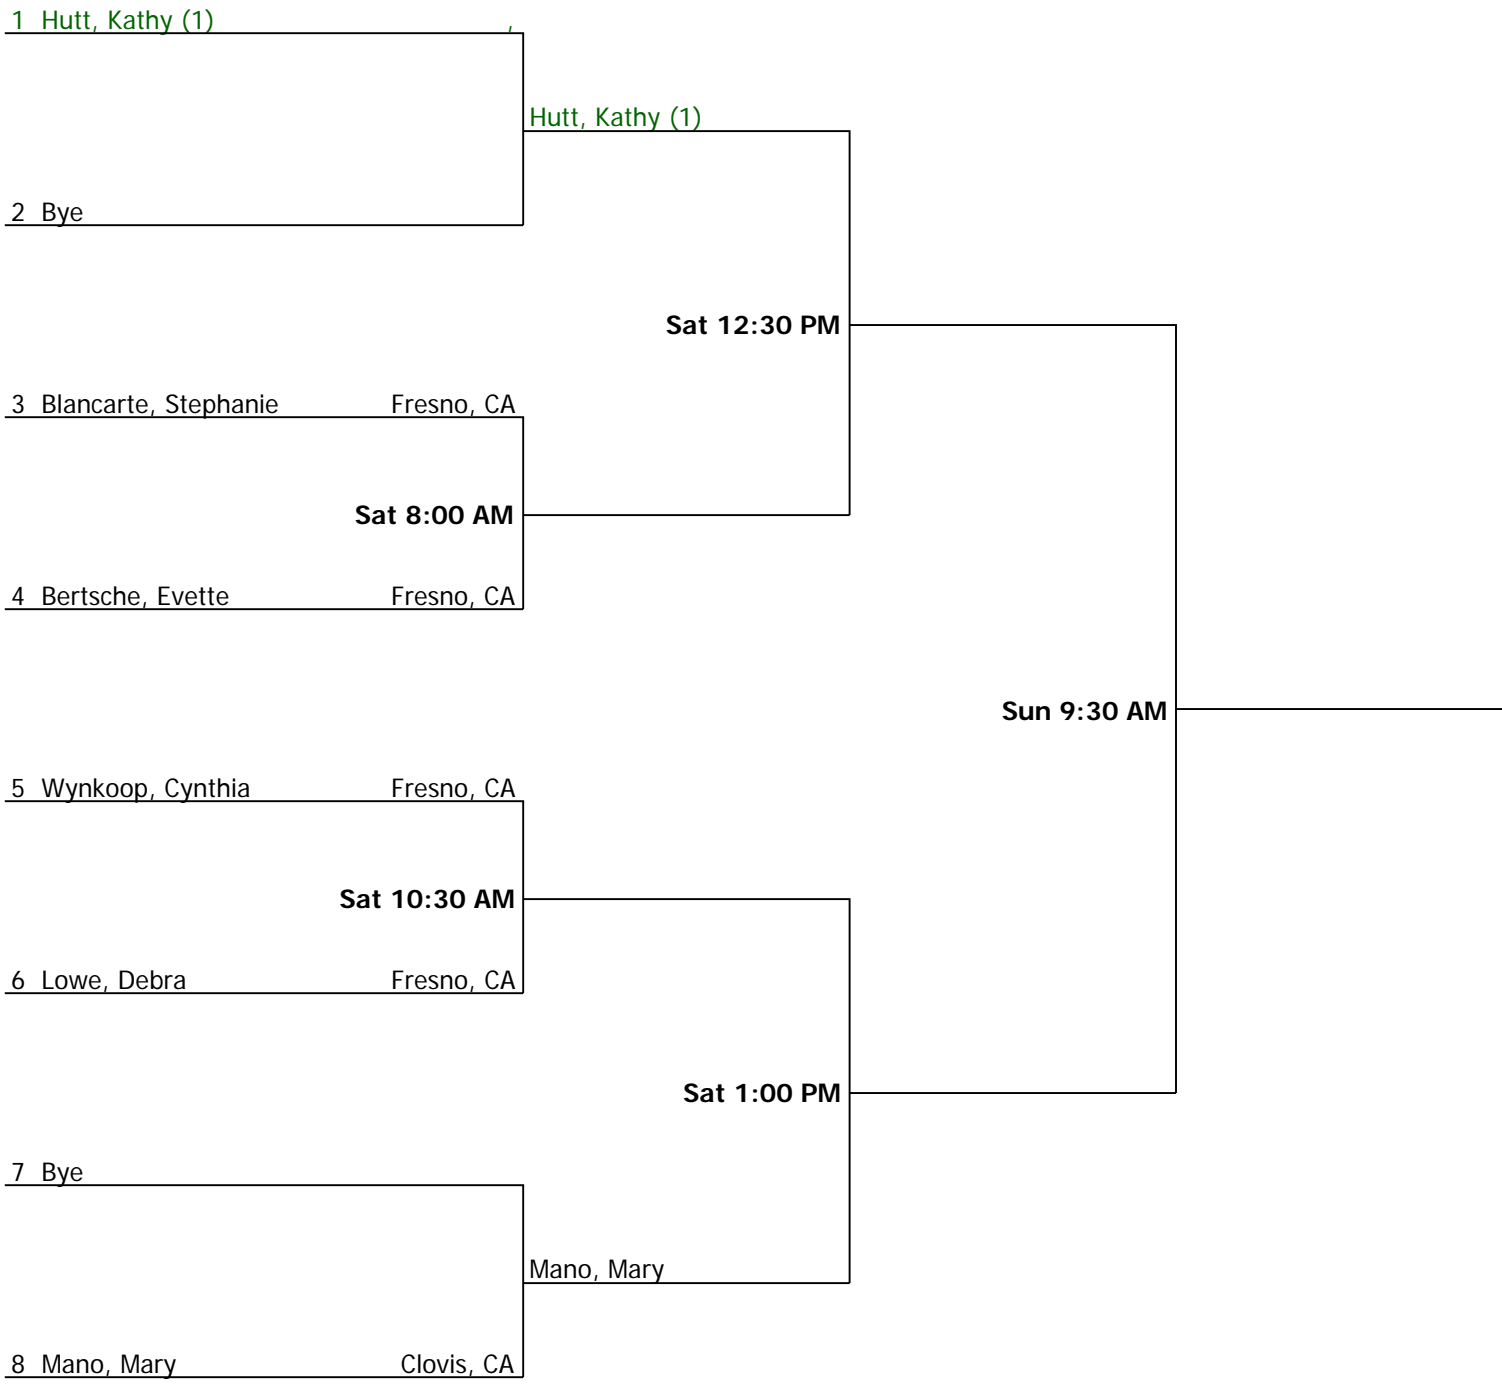 1 Hutt, Kathy (1) ,
Hutt, Kathy (1)
2 Bye
Sat 12:30 PM
3 Blancarte, Stephanie Fresno, CA
Sat 8:00 AM
4 Bertsche, Evette Fresno, CA
Sun 9:30 AM
5 Wynkoop, Cynthia Fresno, CA
Sat 10:30 AM
6 Lowe, Debra Fresno, CA
Sat 1:00 PM
7 Bye
Mano, Mary
8 Mano, Mary Clovis, CA